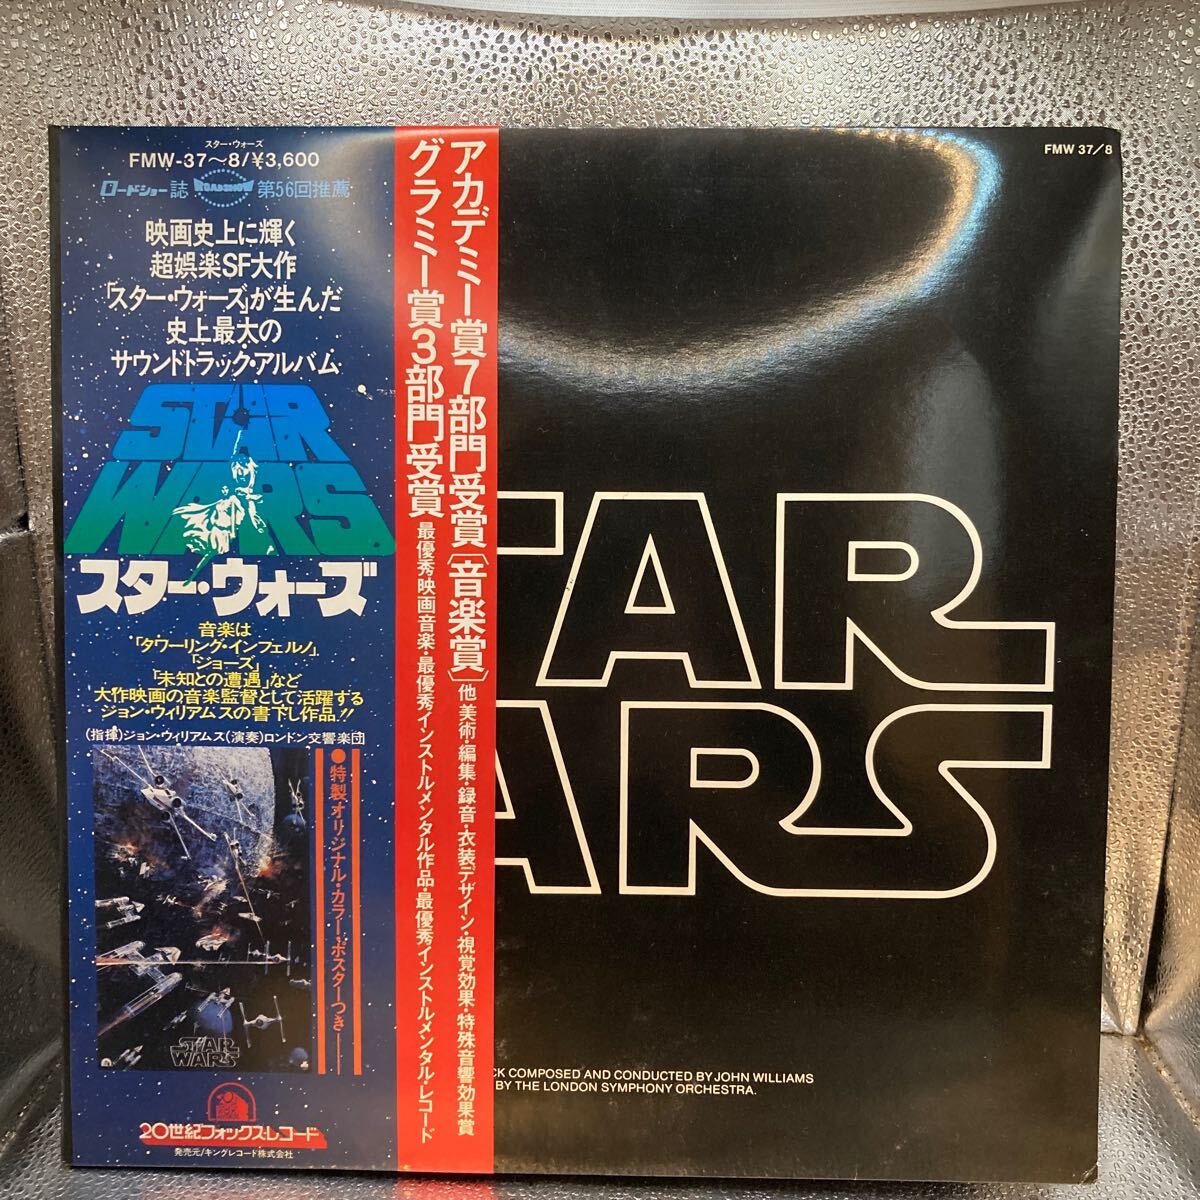 スター・ウォーズ
FMW-37〜8/¥3,600
ロードショー誌 ROADSHOW 第56回推薦
映画史上に輝く
超娯楽SF大作
「スター・ウォーズ」が生んだ
史上最大の
サウンドトラック・アルバム
STAR
WARS
スター・ウォーズ
音楽は
「タワーリング・インフェルノ」
「ジョーズ」
「未知との遭遇」など
大作映画の音楽監督として活躍する
ジョン・ウィリアムスの書下し作品!!
(指揮)ジョン・ウィリアムス(演奏)ロンドン交響楽団
●特製オリジナル・カラー・ポスターつき
STAR
WARS
20世紀フォックス・レコード
発売元/キングレコード株式会社
アカデミー賞7部門受賞〔音楽賞〕他 美術・編集・録音・衣装デザイン・視覚効果・特殊音響効果賞
グラミー賞3部門受賞 最優秀映画音楽・最優秀インストルメンタル作品・最優秀インストルメンタル・レコード
FMW 37/8
TAR
ARS
CK COMPOSED AND CONDUCTED BY JOHN WILLIAMS
BY THE LONDON SYMPHONY ORCHESTRA.